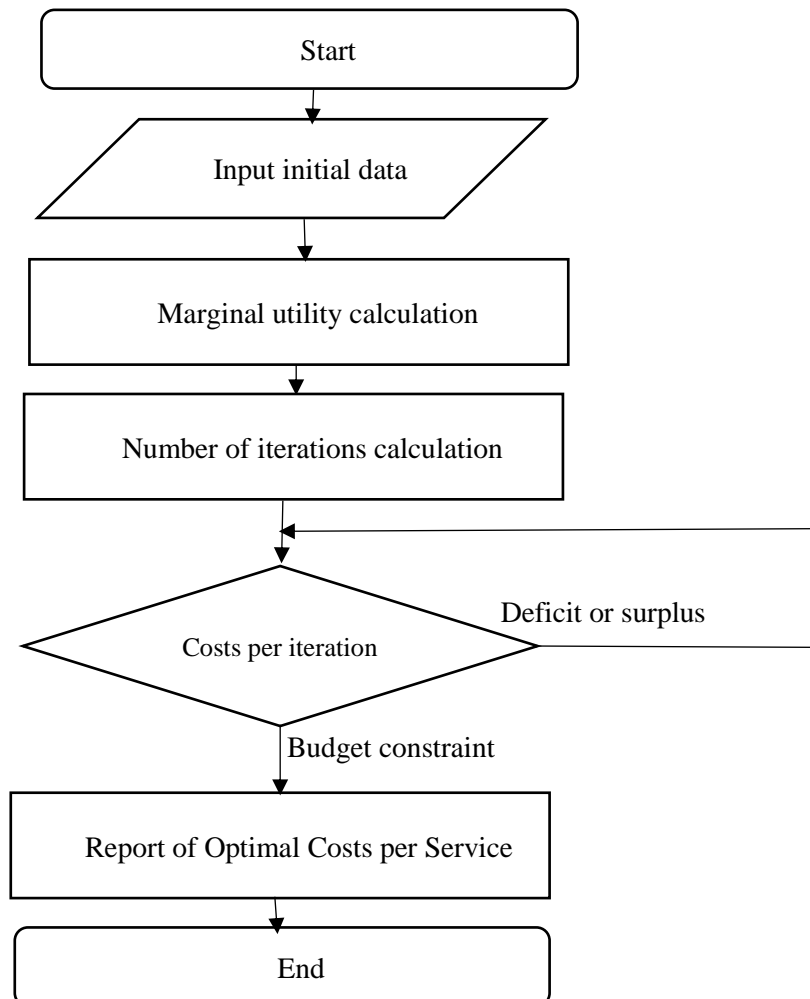 Start
Input initial data
Marginal utility calculation
Number of iterations calculation
Deficit or surplus
Costs per iteration
Budget constraint
Report of Optimal Costs per Service
End